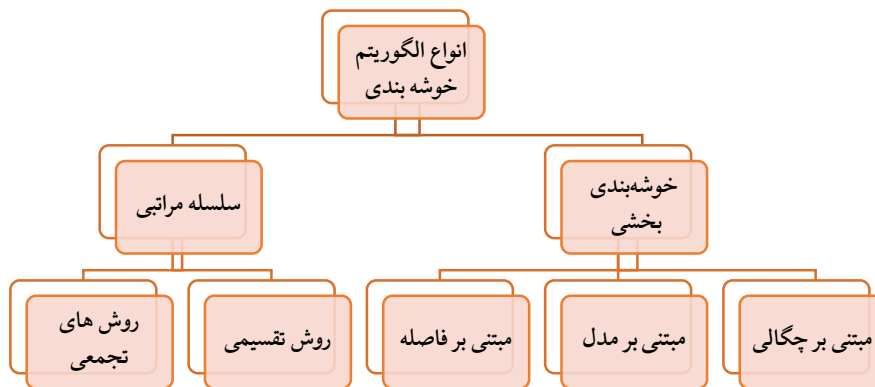 انواع الگوریتم
خوشه بندی
خوشه‌بندی
بخشی
سلسله مراتبی
مبتنی بر چگالی
مبتنی بر مدل
مبتنی بر فاصله
روش تقسیمی
روش های
تجمعی